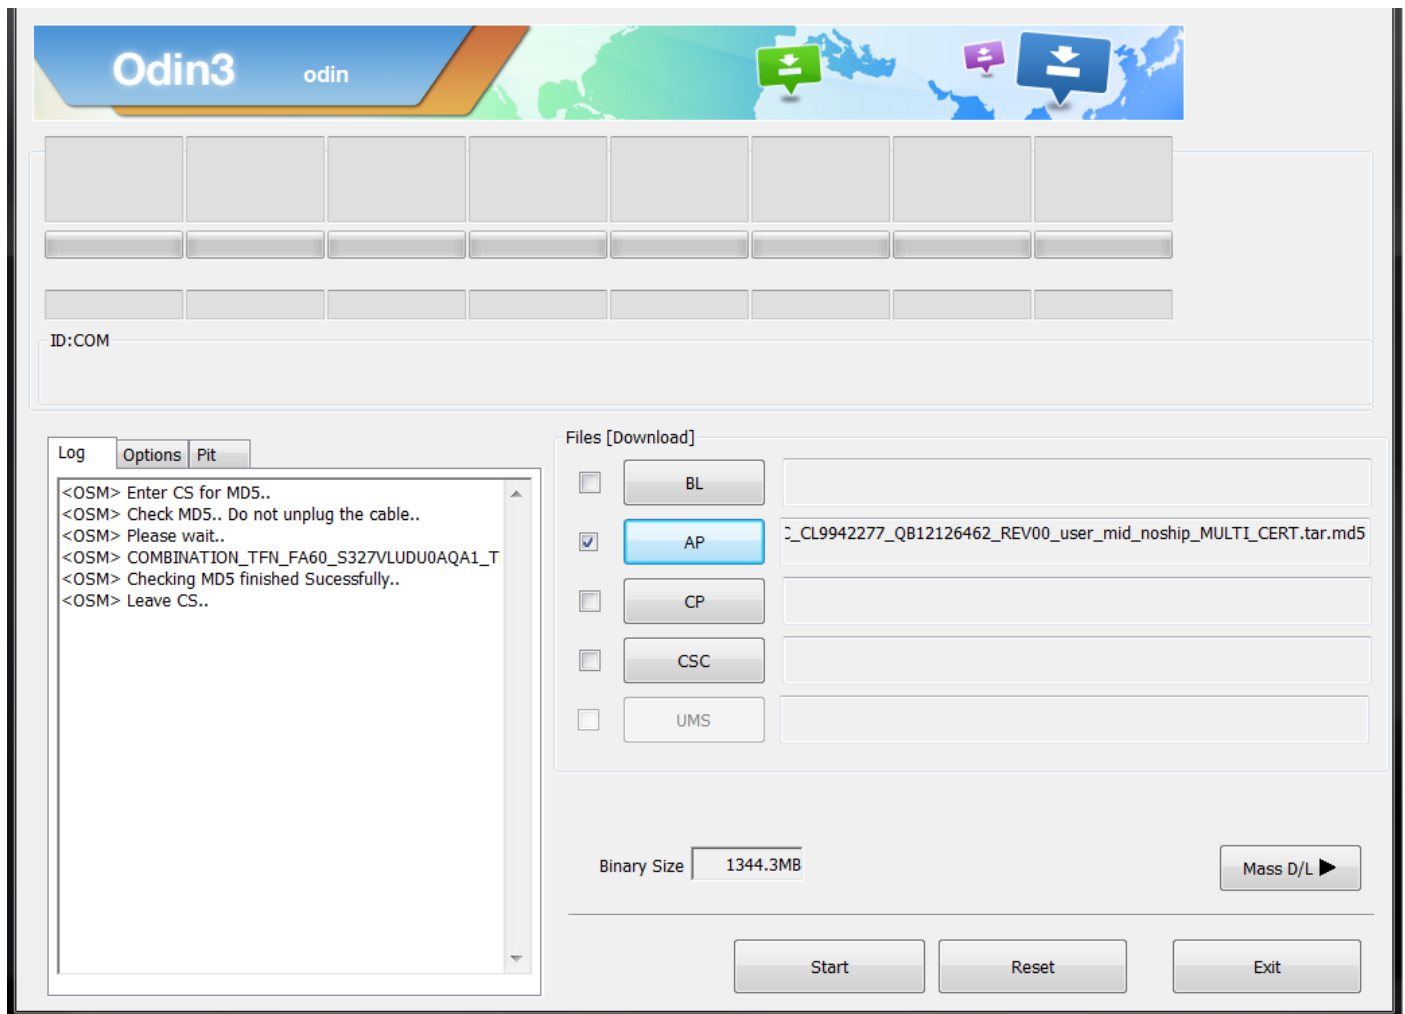 Odin3 odin
ID:COM
Log Options Pit
<OSM> Enter CS for MD5..
<OSM> Check MD5.. Do not unplug the cable..
<OSM> Please wait..
<OSM> COMBINATION_TFN_FA60_S327VLUDU0AQA1_T
<OSM> Checking MD5 finished Sucessfully..
<OSM> Leave CS..
Files [Download]
BL
AP C_CL9942277_QB12126462_REV00_user_mid_noship_MULTI_CERT.tar.md5
CP
CSC
UMS
Binary Size 1344.3MB
Mass D/L ▶
Start Reset Exit